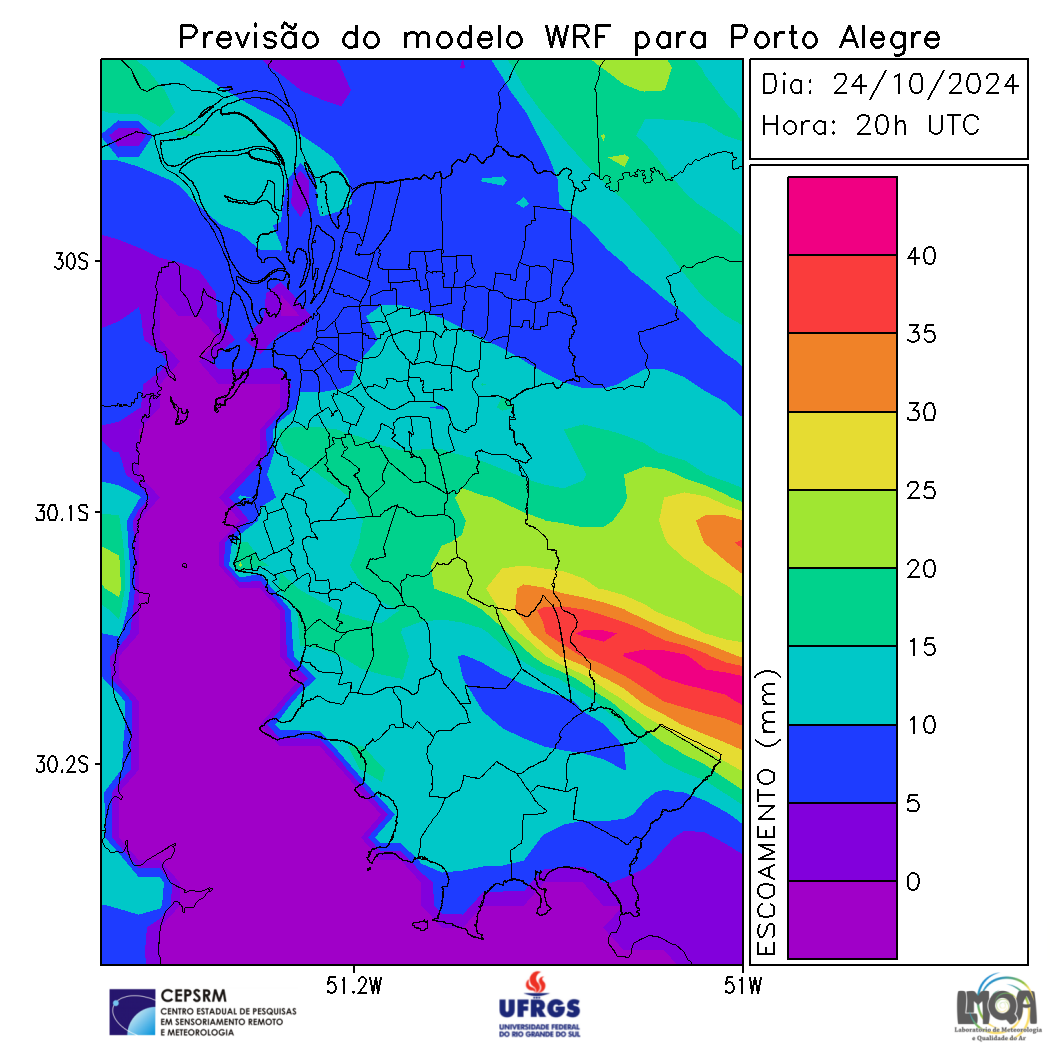 Previsão do modelo WRF para Porto Alegre
Dia: 24/10/2024
Hora: 20h UTC
40
35
30
25
20
15
10
5
0
ESCOAMENTO (mm)
30S
30.1S
30.2S
51.2W
51W
CEPSRM
CENTRO ESTADUAL DE PESQUISAS
EM SENSORIAMENTO REMOTO
E METEOROLOGIA
UFRGS
UNIVERSIDADE FEDERAL
DO RIO GRANDE DO SUL
LMQA
Laboratório de Meteorologia
e Qualidade do Ar